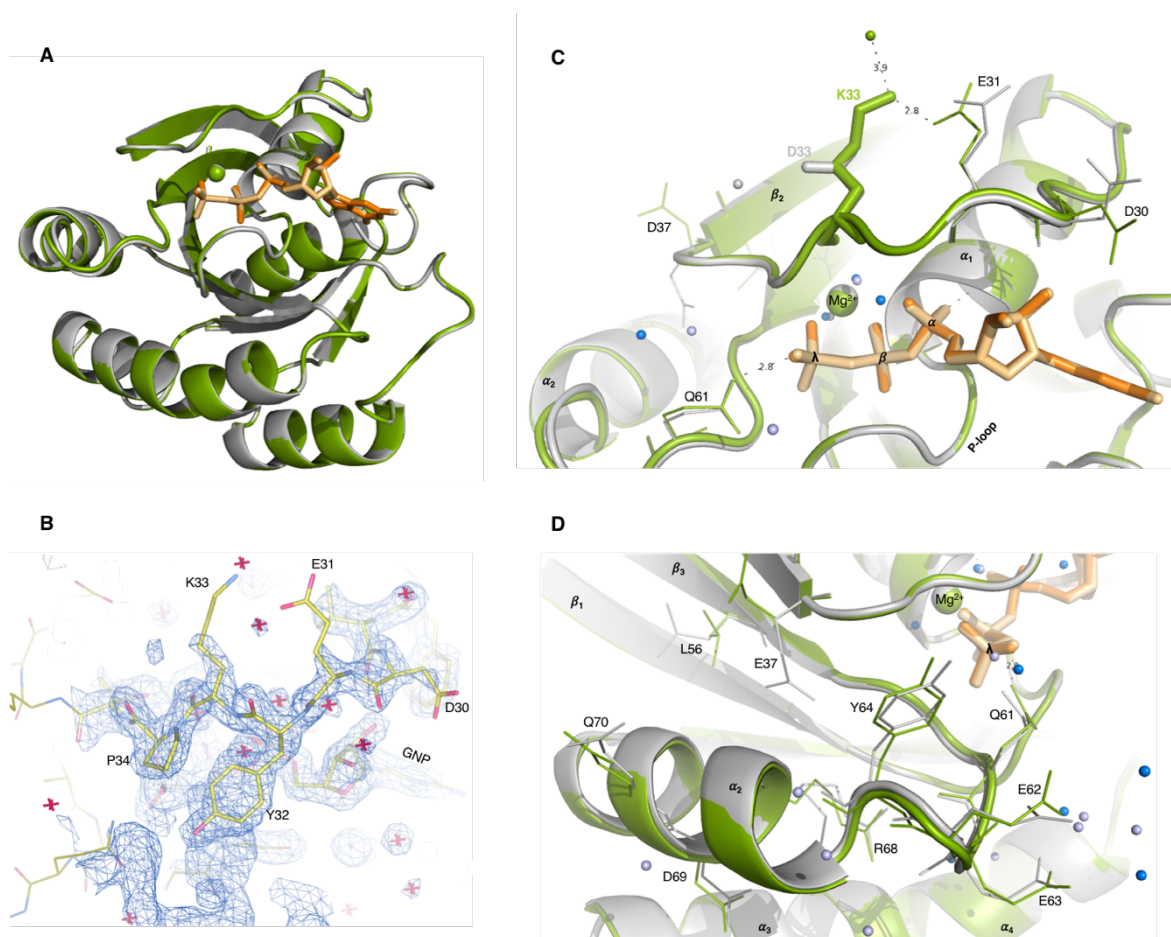 A
C
3.9
K33
2.8
E31
D33
β2
D37
D30
α1
Mg2+
α
λ
β
2.8
α2
Q61
P-loop
B
K33
E31
D30
P34
GNP
Y32
D
β3
β1
Mg2+
L56
E37
λ
Y64
Q61
Q70
α2
E62
R68
D69
E63
α3
α4